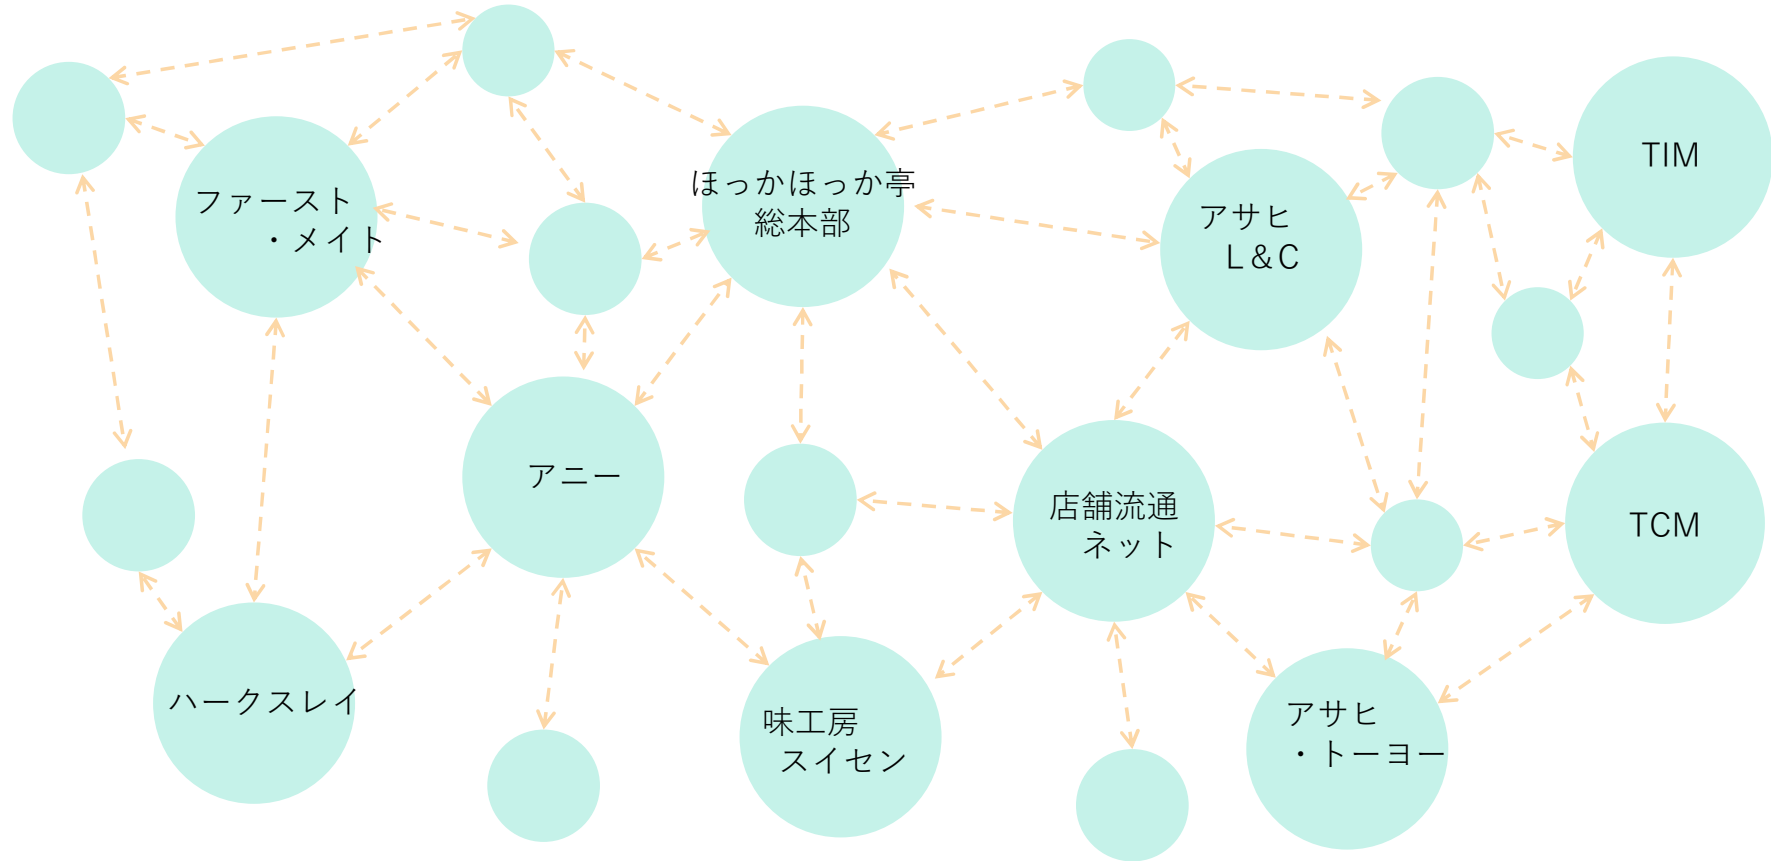 ファースト
・メイト
ほっかほっか亭
総本部
アサヒ
L&C
TIM
アニー
店舗流通
ネット
TCM
ハークスレイ
味工房
スイセン
アサヒ
・トーヨー